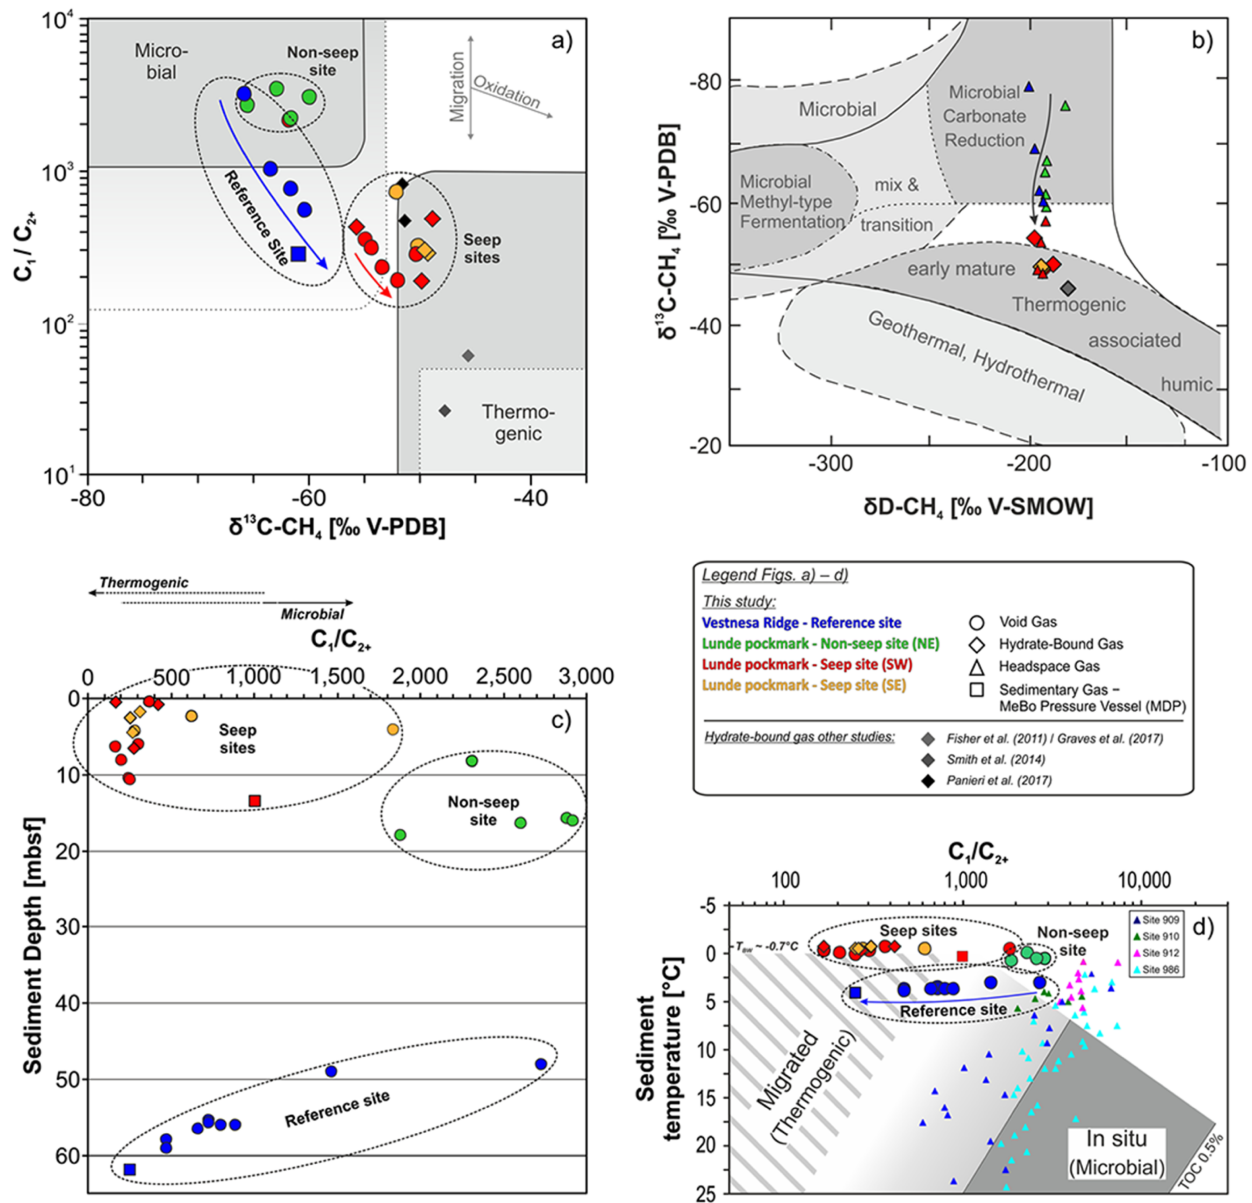 a)
10⁴
10³
10²
10¹
C₁/ C₂₊
Micro-
bial
Non-seep
site
Migration
Oxidation
Reference Site
Seep
sites
Thermo-
genic
-80
-60
-40
δ¹³C-CH₄ [‰ V-PDB]
b)
-80
-60
-40
-20
δ¹³C-CH₄ [‰ V-PDB]
Microbial
Microbial
Carbonate
Reduction
Microbial
Methyl-type
Fermentation
mix &
transition
early mature
Thermogenic
associated
humic
Geothermal, Hydrothermal
-300
-200
-100
δD-CH₄ [‰ V-SMOW]
Thermogenic
Microbial
C₁/C₂₊
0
500
1,000
1,500
2,000
2,500
3,000
c)
0
10
20
30
40
50
60
Sediment Depth [mbsf]
Seep
sites
Non-seep
site
Reference site
Legend Figs. a) – d)
This study:
Vestnesa Ridge - Reference site
Lunde pockmark - Non-seep site (NE)
Lunde pockmark - Seep site (SW)
Lunde pockmark - Seep site (SE)
Void Gas
Hydrate-Bound Gas
Headspace Gas
Sedimentary Gas –
MeBo Pressure Vessel (MDP)
Hydrate-bound gas other studies:
Fisher et al. (2011) / Graves et al. (2017)
Smith et al. (2014)
Panieri et al. (2017)
C₁/C₂₊
100
1,000
10,000
d)
-5
0
5
10
15
20
25
Sediment
temperature [°C]
T_BW ~ -0.7°C
Seep sites
Non-seep
site
Reference site
Site 909
Site 910
Site 912
Site 986
Migrated
(Thermogenic)
In situ
(Microbial)
TOC 0.5%